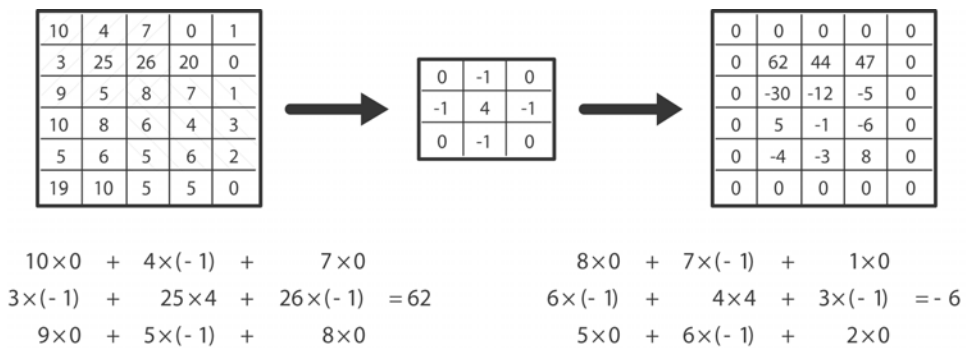 10 4 7 0 1
3 25 26 20 0
9 5 8 7 1
10 8 6 4 3
5 6 5 6 2
19 10 5 5 0
0 -1 0
-1 4 -1
0 -1 0
0 0 0 0 0
0 62 44 47 0
0 -30 -12 -5 0
0 5 -1 -6 0
0 -4 -3 8 0
0 0 0 0 0
10×0 + 4×(- 1) + 7×0
3×(- 1) + 25×4 + 26×(- 1) = 62
9×0 + 5×(- 1) + 8×0
8×0 + 7×(- 1) + 1×0
6×(- 1) + 4×4 + 3×(- 1) = - 6
5×0 + 6×(- 1) + 2×0